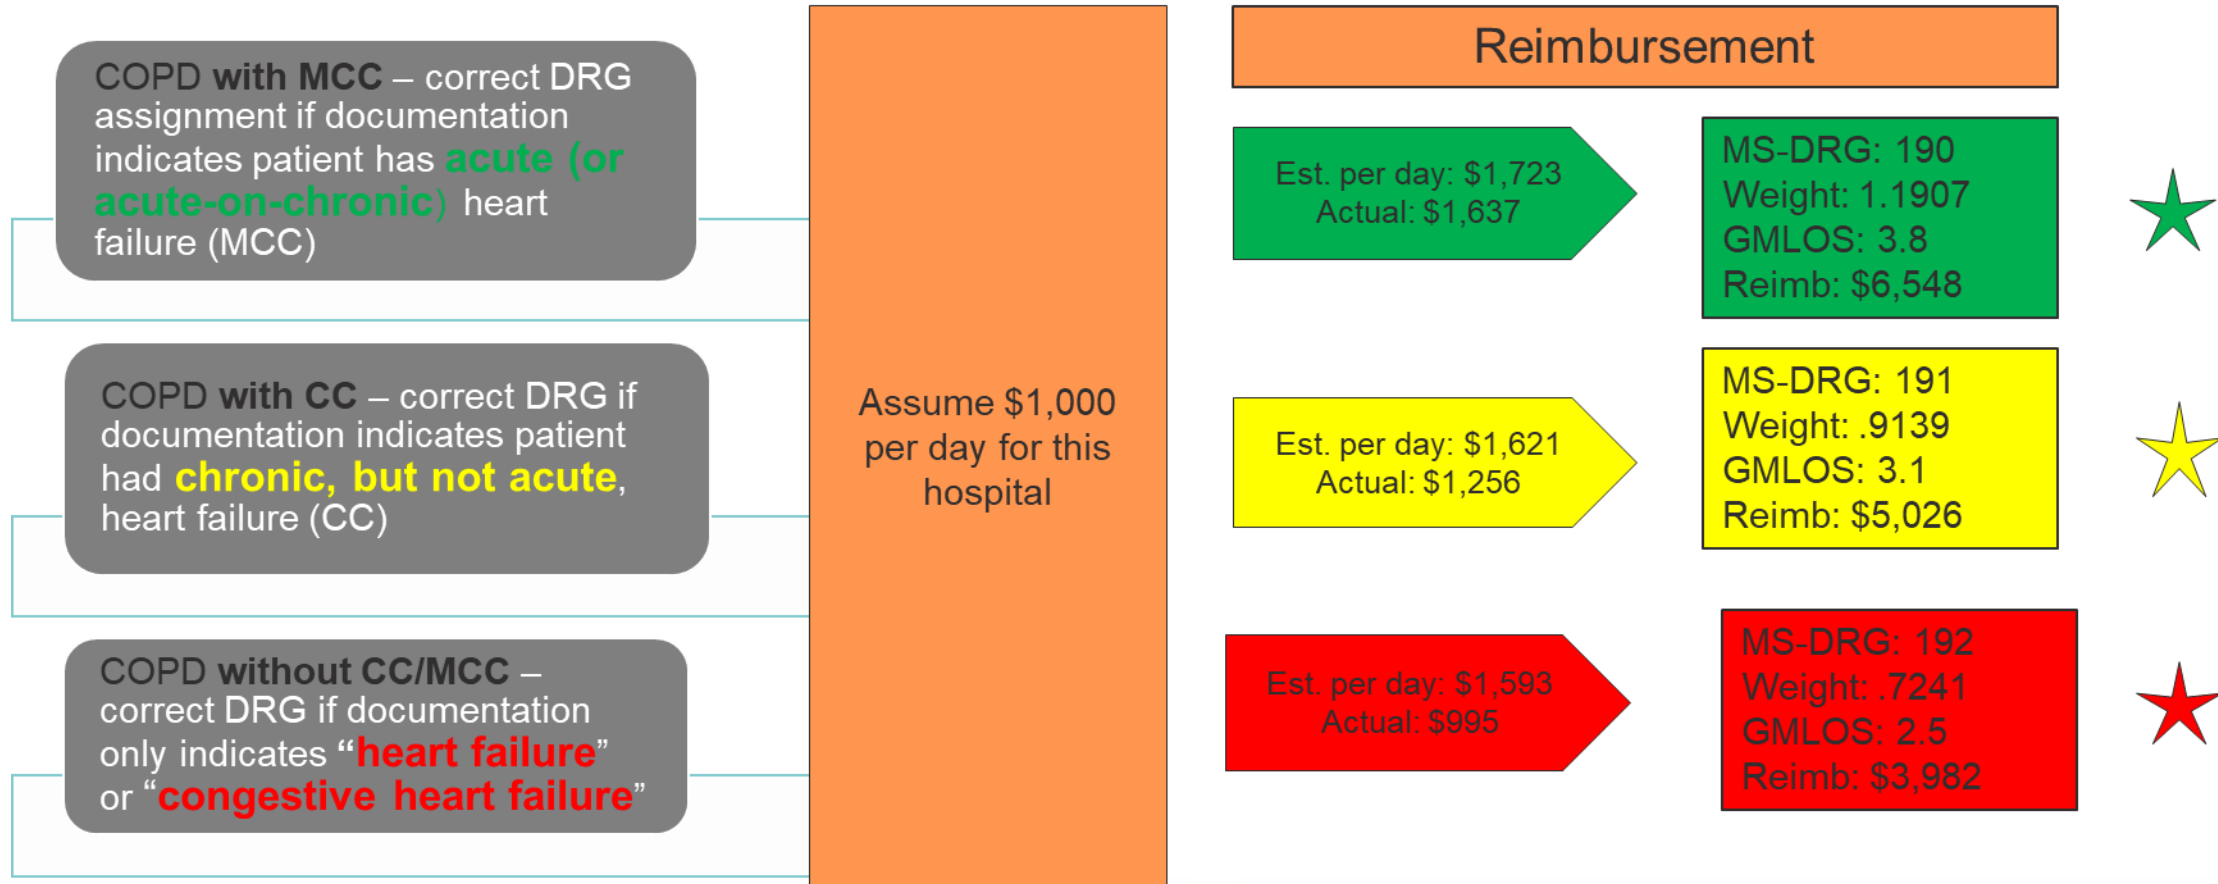 COPD with MCC – correct DRG
assignment if documentation
indicates patient has acute (or
acute-on-chronic) heart
failure (MCC)
COPD with CC – correct DRG if
documentation indicates patient
had chronic, but not acute,
heart failure (CC)
COPD without CC/MCC –
correct DRG if documentation
only indicates “heart failure”
or “congestive heart failure”
Assume $1,000
per day for this
hospital
Reimbursement
Est. per day: $1,723
Actual: $1,637
MS-DRG: 190
Weight: 1.1907
GMLOS: 3.8
Reimb: $6,548
Est. per day: $1,621
Actual: $1,256
MS-DRG: 191
Weight: .9139
GMLOS: 3.1
Reimb: $5,026
Est. per day: $1,593
Actual: $995
MS-DRG: 192
Weight: .7241
GMLOS: 2.5
Reimb: $3,982